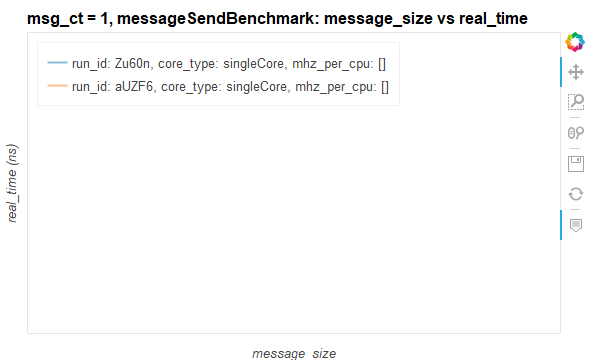 msg_ct = 1, messageSendBenchmark: message_size vs real_time
run_id: Zu60n, core_type: singleCore, mhz_per_cpu: []
run_id: aUZF6, core_type: singleCore, mhz_per_cpu: []
real_time (ns)
message_size